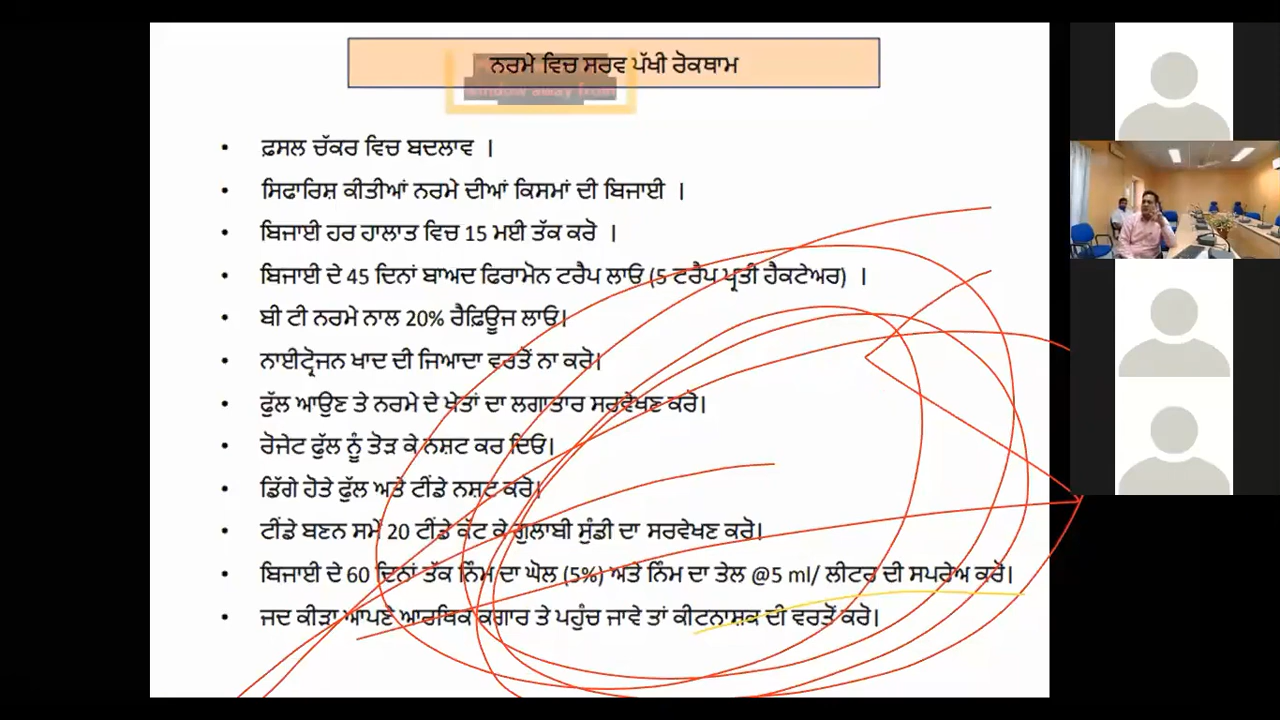 ਨਰਮੇ ਵਿਚ ਸਰਵ ਪੱਖੀ ਰੋਕਥਾਮ
window away from
• ਫ਼ਸਲ ਚੱਕਰ ਵਿਚ ਬਦਲਾਵ ।
• ਸਿਫਾਰਿਸ਼ ਕੀਤੀਆਂ ਨਰਮੇ ਦੀਆਂ ਕਿਸਮਾਂ ਦੀ ਬਿਜਾਈ ।
• ਬਿਜਾਈ ਹਰ ਹਾਲਾਤ ਵਿਚ 15 ਮਈ ਤੱਕ ਕਰੋ ।
• ਬਿਜਾਈ ਦੇ 45 ਦਿਨਾਂ ਬਾਅਦ ਫਿਰਾਮੋਨ ਟਰੈਪ ਲਾਓ (5 ਟਰੈਪ ਪ੍ਰਤੀ ਹੈਕਟੇਅਰ) ।
• ਬੀ ਟੀ ਨਰਮੇ ਨਾਲ 20% ਰੈਫ਼ਿਊਜ ਲਾਓ।
• ਨਾਈਟ੍ਰੋਜਨ ਖਾਦ ਦੀ ਜਿਆਦਾ ਵਰਤੋਂ ਨਾ ਕਰੋ।
• ਫੁੱਲ ਆਉਣ ਤੇ ਨਰਮੇ ਦੇ ਖੇਤਾਂ ਦਾ ਲਗਾਤਾਰ ਸਰਵੇਖਣ ਕਰੋ।
• ਰੋਜੇਟ ਫੁੱਲ ਨੂੰ ਤੋੜ ਕੇ ਨਸ਼ਟ ਕਰ ਦਿਓ।
• ਡਿੱਗੇ ਹੋਤੇ ਫੁੱਲ ਅਤੇ ਟੀਂਡੇ ਨਸ਼ਟ ਕਰੋ।
• ਟੀਂਡੇ ਬਣਨ ਸਮੇਂ 20 ਟੀਂਡੇ ਕੱਟ ਕੇ ਗੁਲਾਬੀ ਸੁੰਡੀ ਦਾ ਸਰਵੇਖਣ ਕਰੋ।
• ਬਿਜਾਈ ਦੇ 60 ਦਿਨਾਂ ਤੱਕ ਨਿੰਮ ਦਾ ਘੋਲ (5%) ਅਤੇ ਨਿੰਮ ਦਾ ਤੇਲ @5 ml/ ਲੀਟਰ ਦੀ ਸਪਰੇਅ ਕਰੋ।
• ਜਦ ਕੀੜਾ ਆਪਣੇ ਆਰਥਿਕ ਕਗਾਰ ਤੇ ਪਹੁੰਚ ਜਾਵੇ ਤਾਂ ਕੀਟਨਾਸ਼ਕ ਦੀ ਵਰਤੋਂ ਕਰੋ।